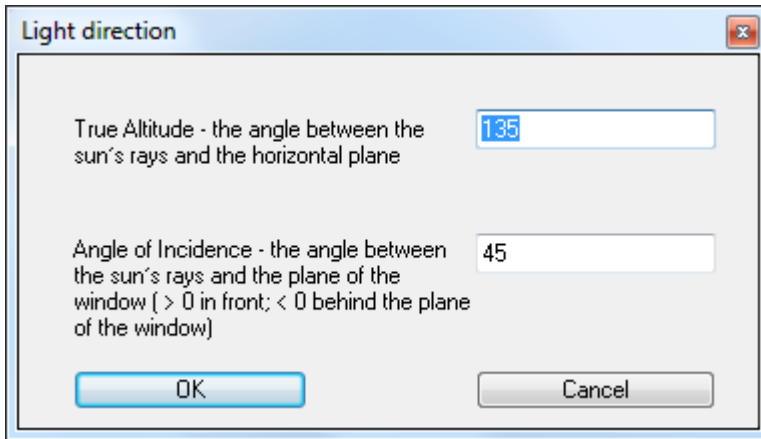 Light direction
True Altitude - the angle between the
sun´s rays and the horizontal plane
135
Angle of Incidence - the angle between
the sun´s rays and the plane of the
window ( > 0 in front; < 0 behind the plane
of the window)
45
OK
Cancel